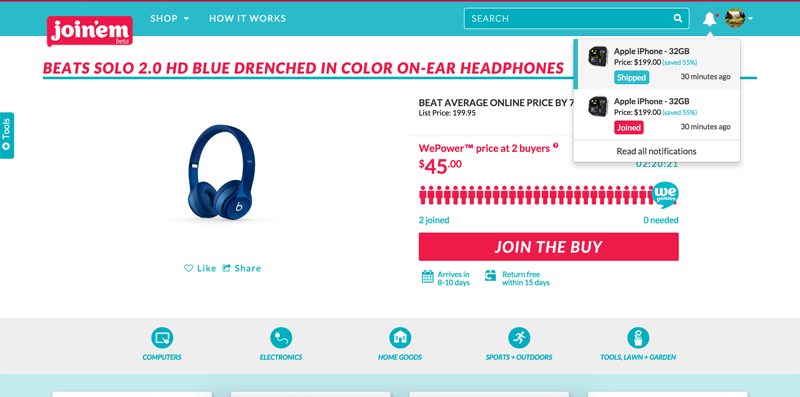 join'em
beta
SHOP
HOW IT WORKS
SEARCH
BEATS SOLO 2.0 HD BLUE DRENCHED IN COLOR ON-EAR HEADPHONES
Apple iPhone - 32GB
Price: $199.00 (saved 55%)
Shipped
30 minutes ago
Apple iPhone - 32GB
Price: $199.00 (saved 55%)
Joined
30 minutes ago
Read all notifications
Tools
BEAT AVERAGE ONLINE PRICE BY 7
List Price: 199.95
WePower™ price at 2 buyers ?
$45.00
02:20:21
we
power
2 joined
0 needed
JOIN THE BUY
Like
Share
Arrives in
8-10 days
Return free
within 15 days
COMPUTERS
ELECTRONICS
HOME GOODS
SPORTS + OUTDOORS
TOOLS, LAWN + GARDEN